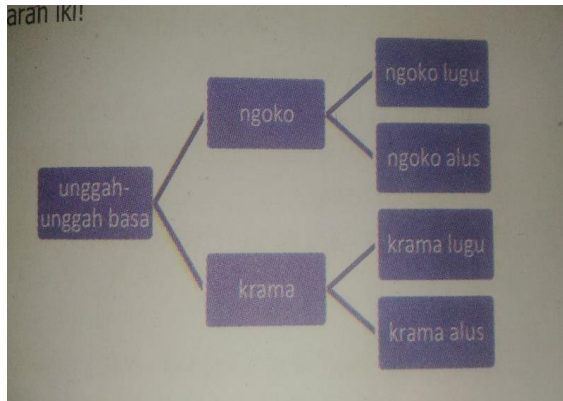 aran iki!
ngoko lugu
ngoko
ngoko alus
unggah-
unggah basa
krama lugu
krama
krama alus